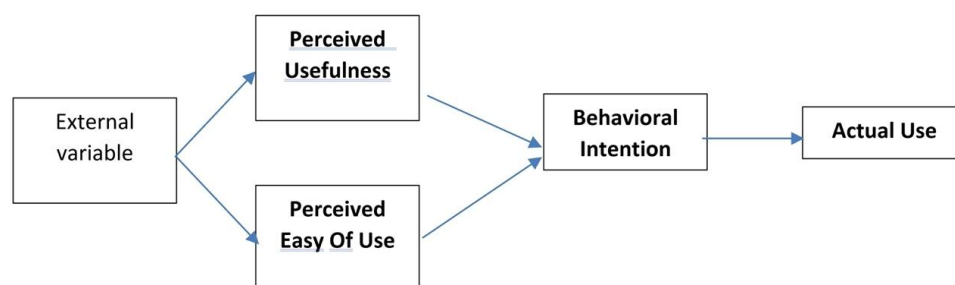 External
variable
Perceived
Usefulness
Perceived
Easy Of Use
Behavioral
Intention
Actual Use